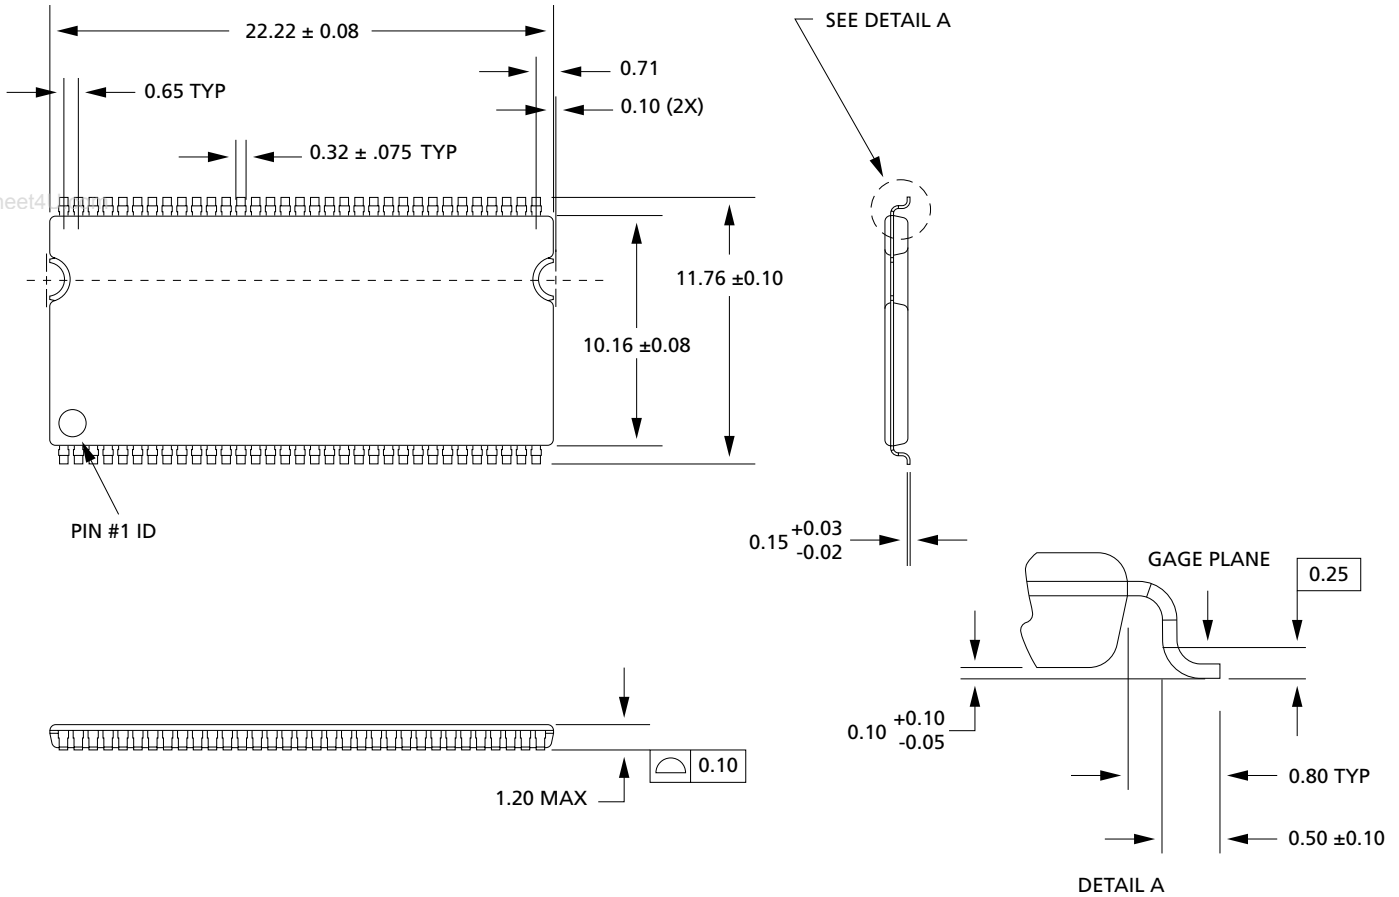 SEE DETAIL A
22.22 ± 0.08
0.71
0.65 TYP
0.10 (2X)
0.32 ± .075 TYP
11.76 ±0.10
10.16 ±0.08
PIN #1 ID
0.15 +0.03
-0.02
GAGE PLANE
0.25
0.10 +0.10
-0.05
0.10
0.80 TYP
1.20 MAX
0.50 ±0.10
DETAIL A